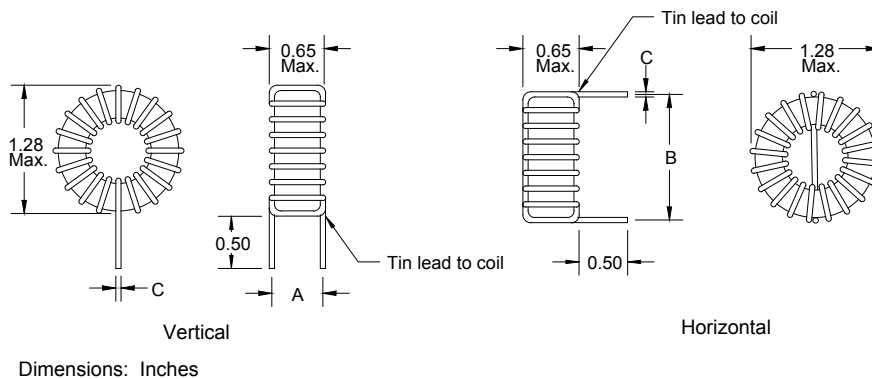 Tin lead to coil
0.65
Max.
0.65
Max.
C
1.28
Max.
1.28
Max.
B
0.50
Tin lead to coil
0.50
C
A
Vertical
Horizontal
Dimensions: Inches